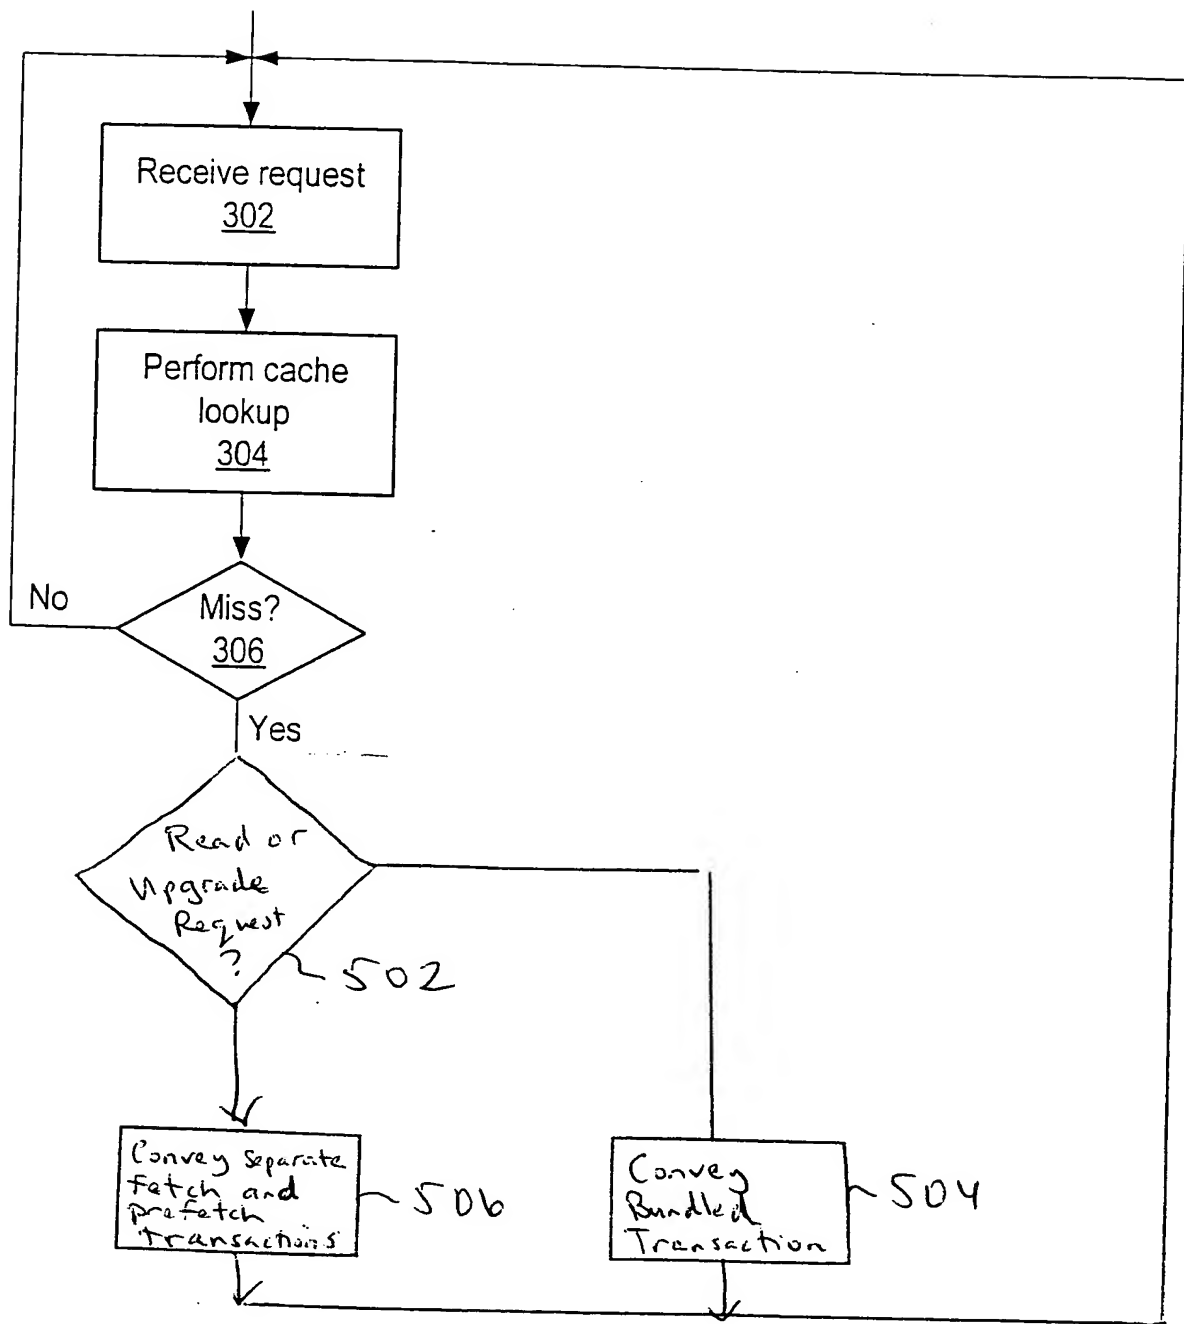 Receive request
302
Perform cache
lookup
304
No
Miss?
306
Yes
Read or
Upgrade
Request
?
502
Convey separate
fetch and
prefetch
transactions
506
Convey
Bundled
Transaction
504